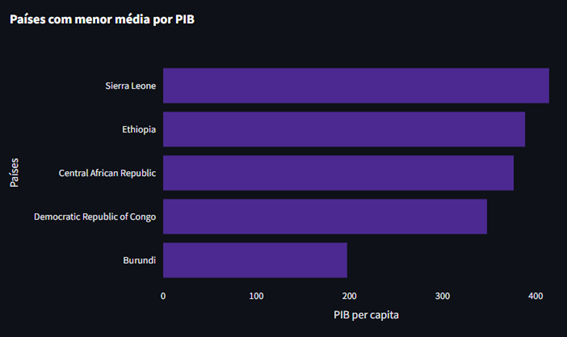 Países com menor média por PIB
Sierra Leone
Ethiopia
Central African Republic
Democratic Republic of Congo
Burundi
Países
0 100 200 300 400
PIB per capita